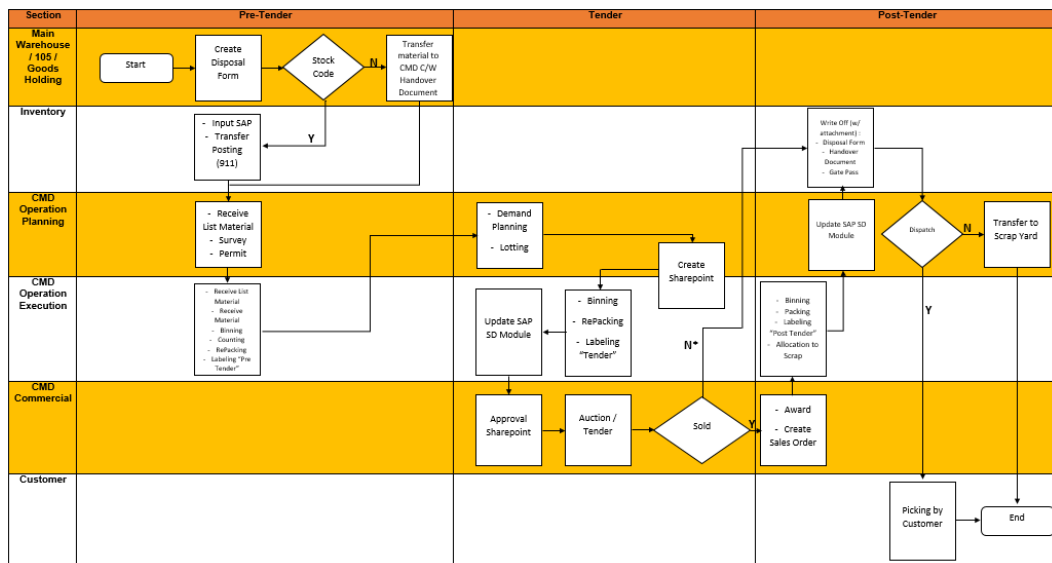 Section
Pre-Tender
Tender
Post-Tender
Main
Warehouse
/ 105 /
Goods
Holding
Start
Create
Disposal
Form
Stock
Code
N
Transfer
material to
CMD C/W
Handover
Document
Y
Inventory
- Input SAP
- Transfer
Posting
(911)
Write Off (w/
attachment) :
- Disposal Form
- Handover
Document
- Gate Pass
CMD
Operation
Planning
- Receive
List Material
- Survey
- Permit
- Demand
Planning
- Lotting
Create
Sharepoint
Update SAP SD
Module
Dispatch
N
Transfer to
Scrap Yard
Y
CMD
Operation
Execution
- Receive List
Material
- Receive
Material
- Binning
- Counting
- RePacking
- Labeling "Pre
Tender"
Update SAP
SD Module
- Binning
- RePacking
- Labeling
"Tender"
N*
- Binning
- Packing
- Labeling
"Post Tender"
- Allocation to
Scrap
CMD
Commercial
Approval
Sharepoint
Auction /
Tender
Sold
Y
- Award
- Create
Sales Order
Customer
Picking by
Customer
End